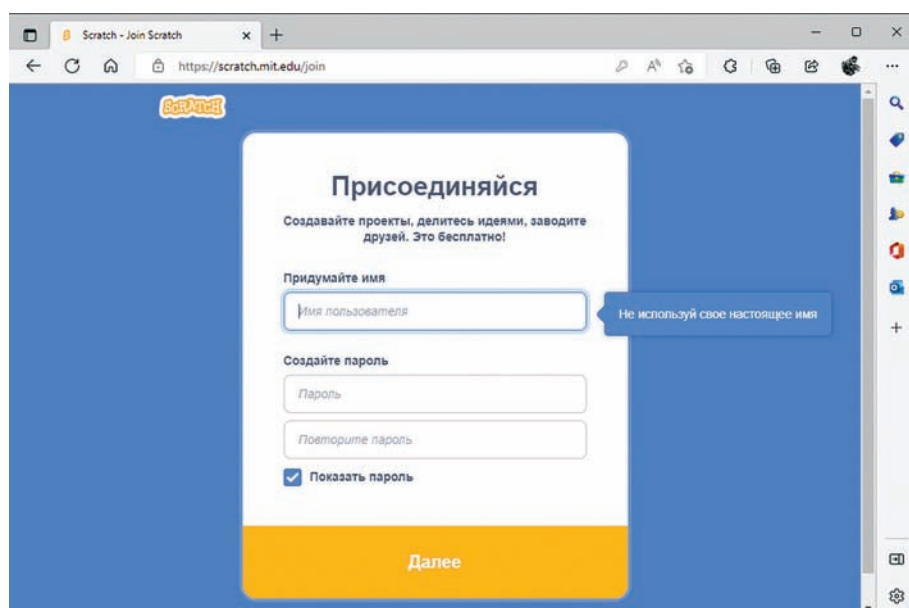 Scratch - Join Scratch
https://scratch.mit.edu/join
SCRATCH
Присоединяйся
Создавайте проекты, делитесь идеями, заводите
друзей. Это бесплатно!
Придумайте имя
Имя пользователя
Не используй свое настоящее имя
Создайте пароль
Пароль
Повторите пароль
Показать пароль
Далее